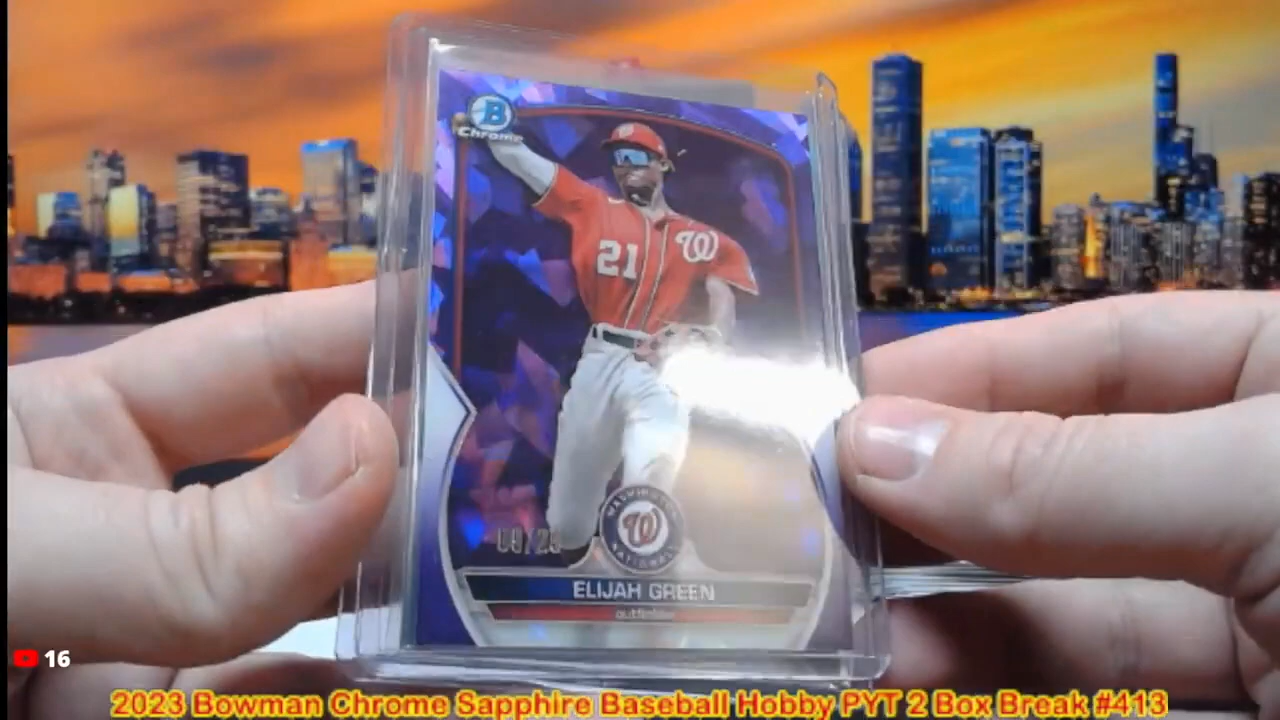 B
Chrome
W
21
W
WASHINGTON
W
NATIONALS
ELIJAH GREEN
outfielder
16
2023 Bowman Chrome Sapphire Baseball Hobby PYT 2 Box Break #413